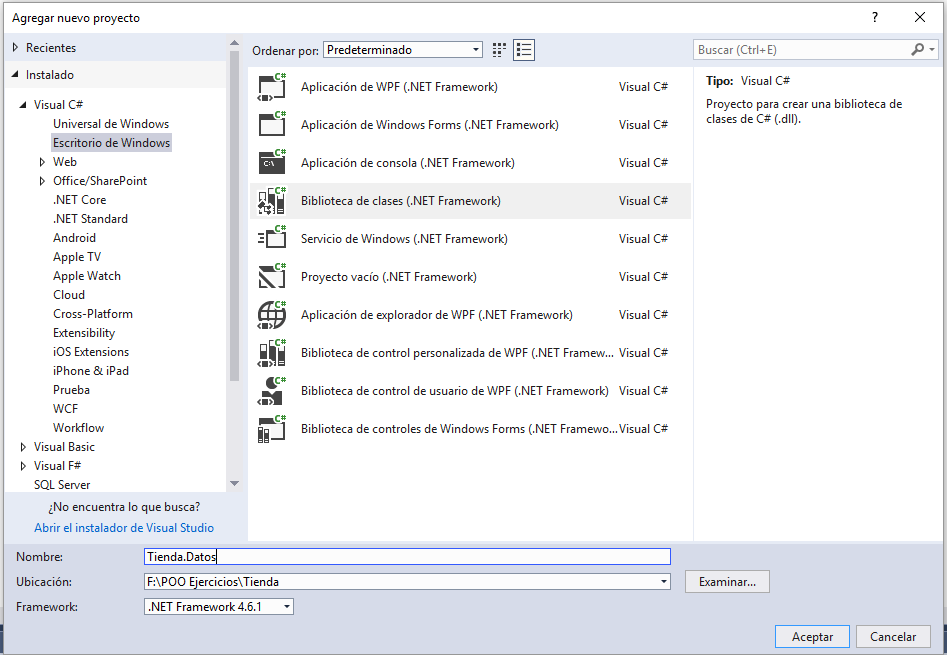 Agregar nuevo proyecto
? 
Recientes
Instalado
Visual C#
Universal de Windows
Escritorio de Windows
Web
Office/SharePoint
.NET Core
.NET Standard
Android
Apple TV
Apple Watch
Cloud
Cross-Platform
Extensibility
iOS Extensions
iPhone & iPad
Prueba
WCF
Workflow
Visual Basic
Visual F#
SQL Server
¿No encuentra lo que busca?
Abrir el instalador de Visual Studio
Ordenar por: Predeterminado
C# Aplicación de WPF (.NET Framework) Visual C#
C# Aplicación de Windows Forms (.NET Framework) Visual C#
C# C:\ Aplicación de consola (.NET Framework) Visual C#
C# Biblioteca de clases (.NET Framework) Visual C#
C# Servicio de Windows (.NET Framework) Visual C#
C# Proyecto vacío (.NET Framework) Visual C#
C# Aplicación de explorador de WPF (.NET Framework) Visual C#
C# Biblioteca de control personalizada de WPF (.NET Framew... Visual C#
C# Biblioteca de control de usuario de WPF (.NET Framework) Visual C#
C# Biblioteca de controles de Windows Forms (.NET Framewo... Visual C#
Buscar (Ctrl+E)
Tipo: Visual C#
Proyecto para crear una biblioteca de
clases de C# (.dll).
Nombre: Tienda.Datos
Ubicación: F:\POO Ejercicios\Tienda Examinar...
Framework: .NET Framework 4.6.1
Aceptar Cancelar